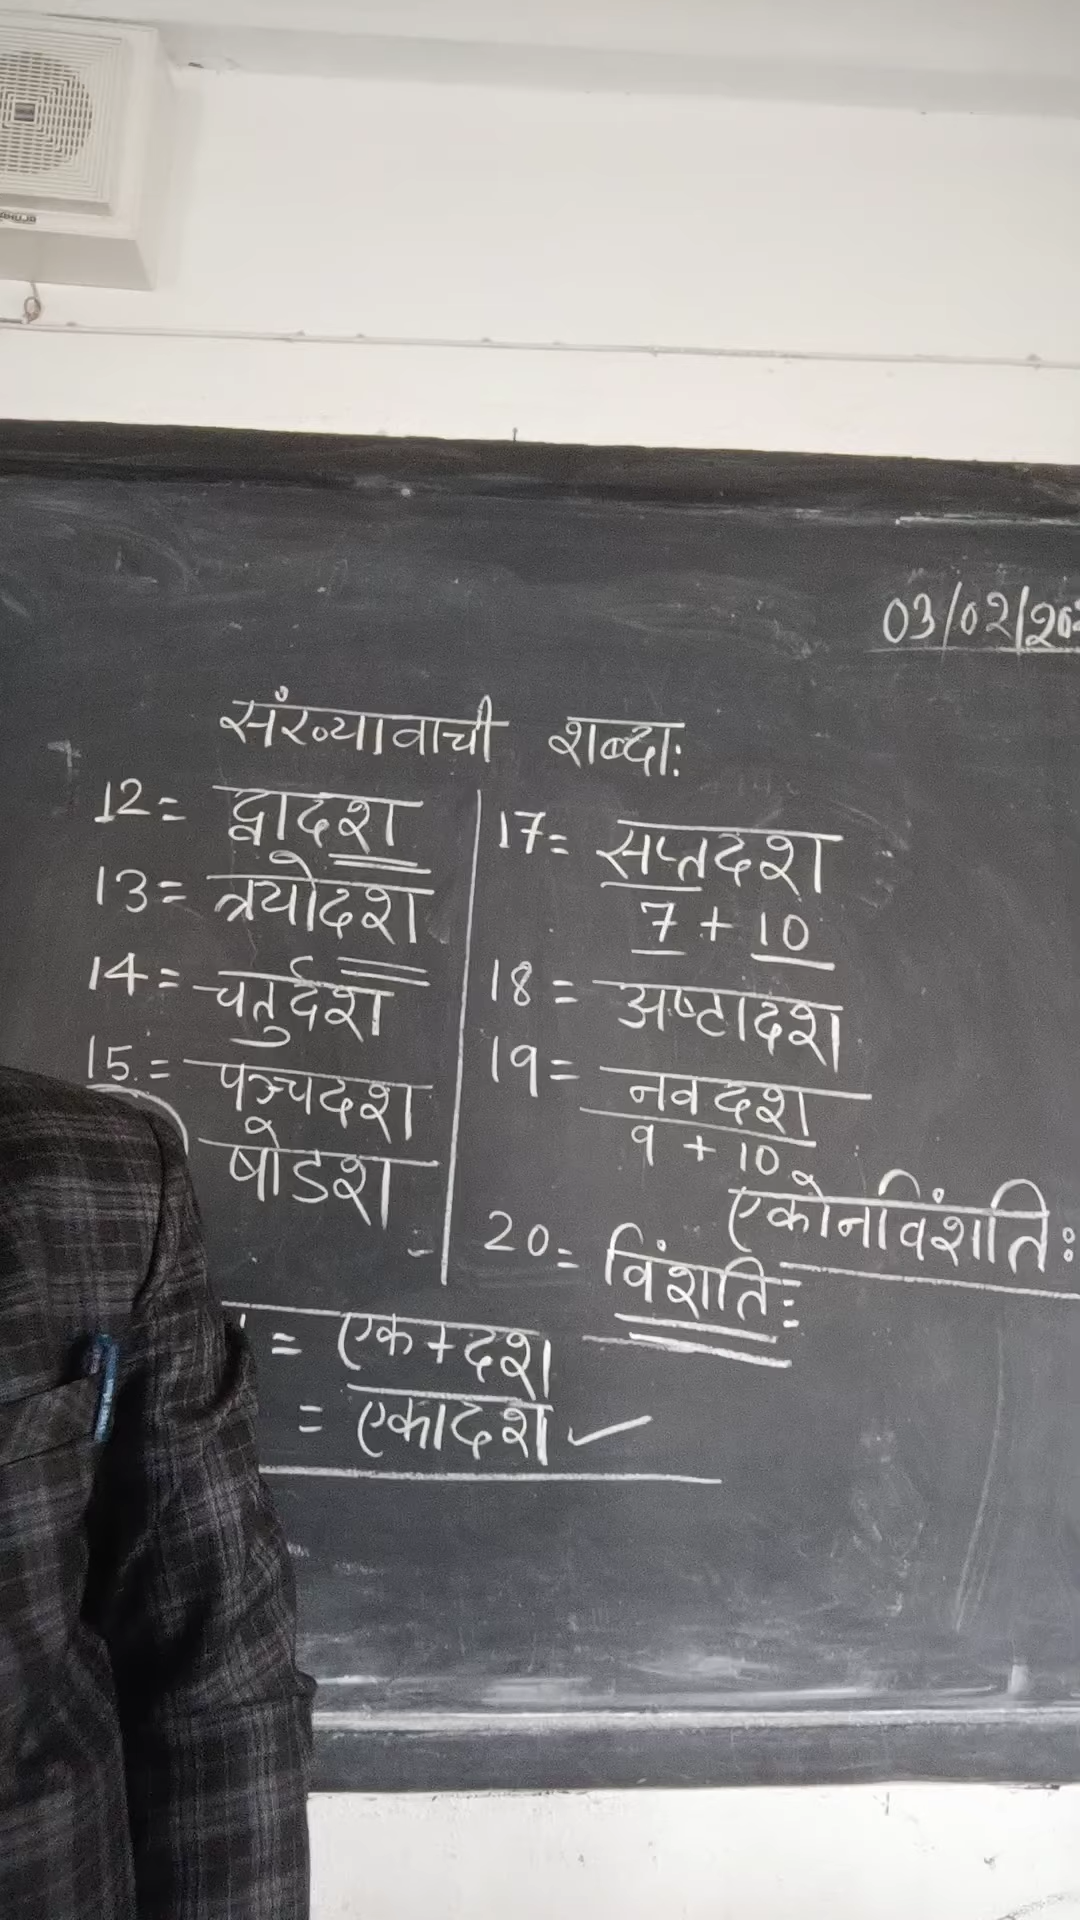 AHUJA
03/02/20
संख्यावाची शब्दाः
12 = द्वादश
13 = त्रयोदश
14 = चतुर्दश
15 = पञ्चदश
षोडश
17 = सप्तदश
7 + 10
18 = अष्टादश
19 = नवदश
9 + 10
एकोनविंशतिः
20 = विंशतिः
= एक + दश
= एकादश ✓